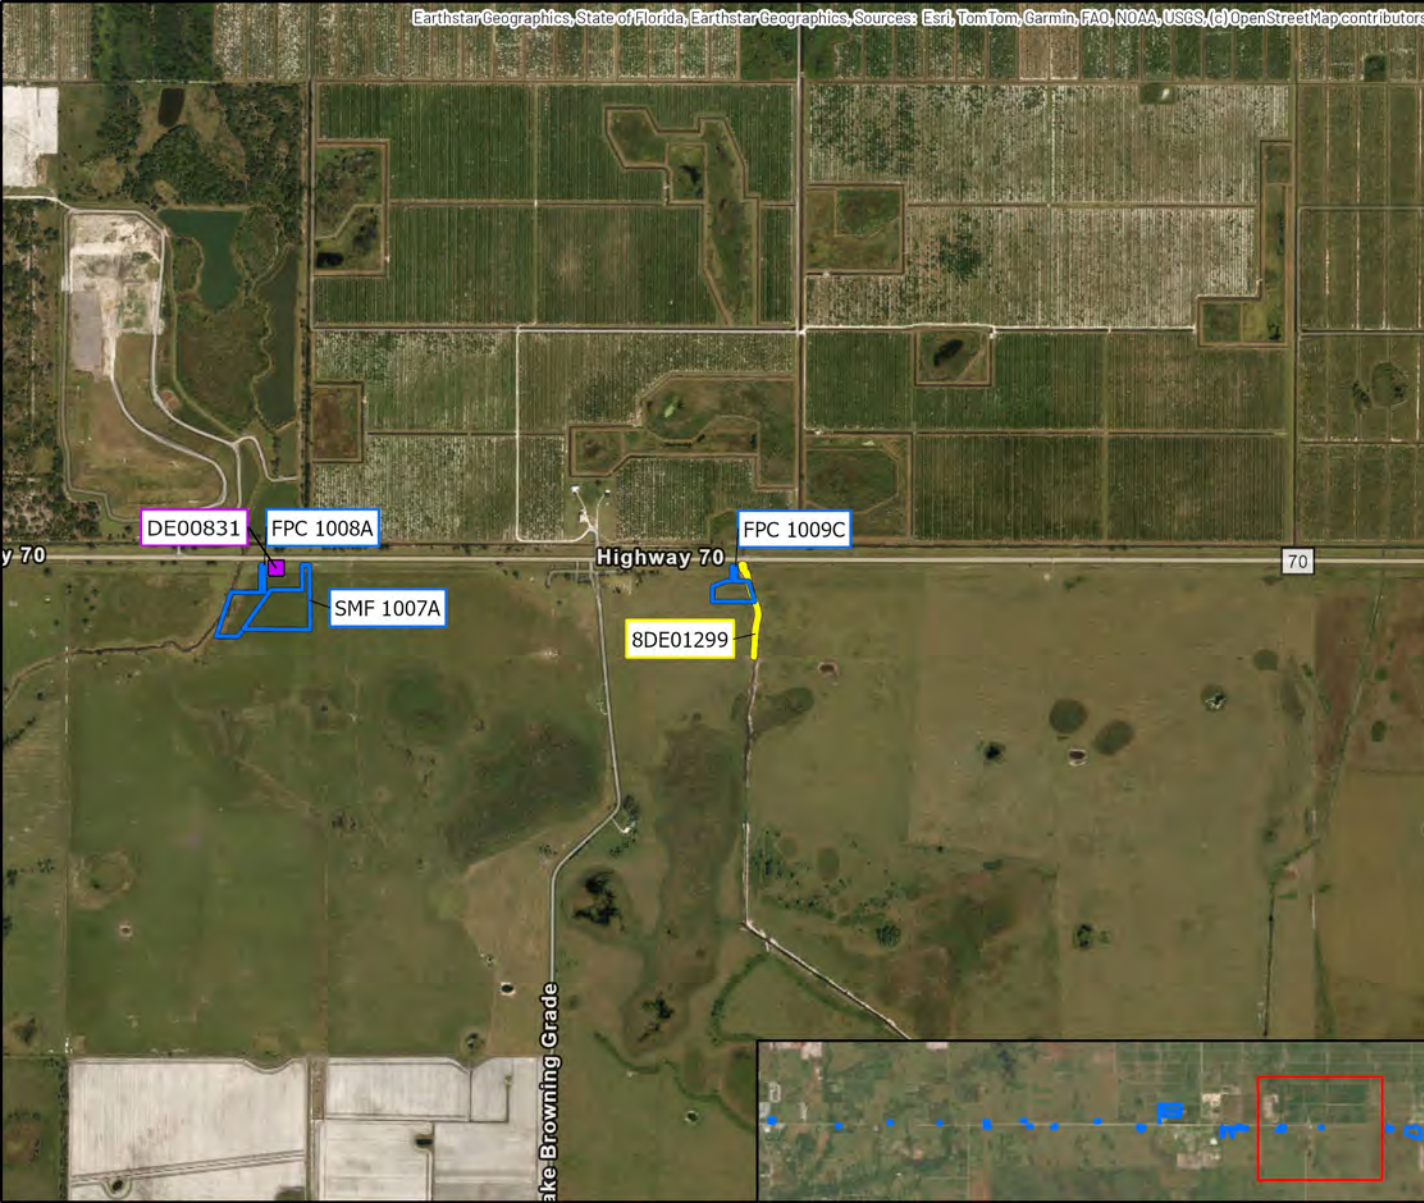 Earthstar Geographics, State of Florida, Earthstar Geographics, Sources: Esri, TomTom, Garmin, FAO, NOAA, USGS, (c) OpenStreetMap contributors
DE00831
FPC 1008A
FPC 1009C
y 70
Highway 70
70
SMF 1007A
8DE01299
ake Browning Grade